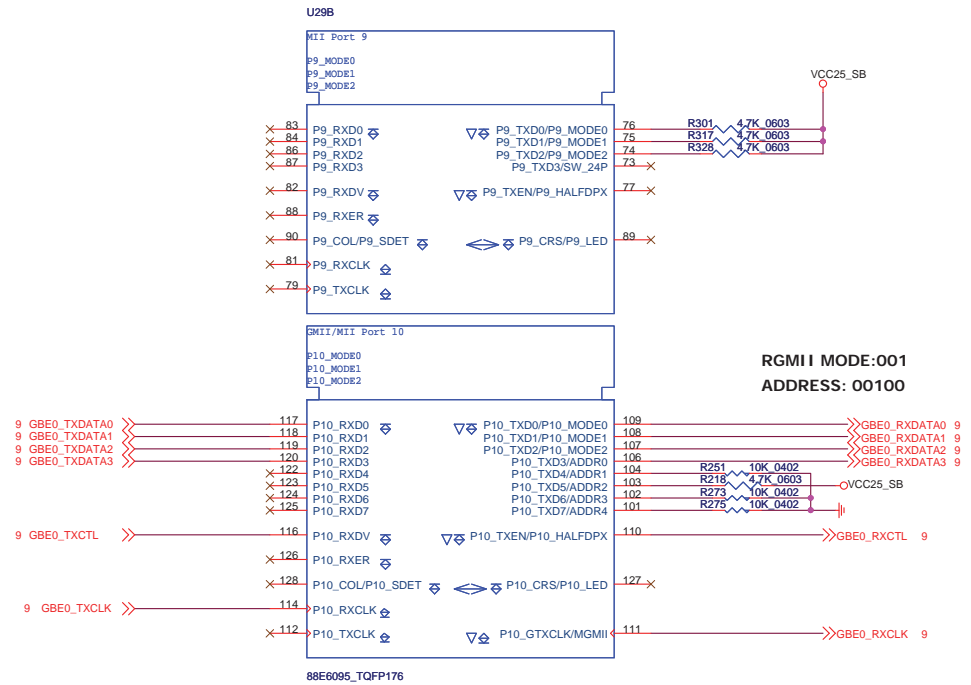 U29B
MII Port 9
P9_MODE0
P9_MODE1
P9_MODE2
VCC25_SB
83 P9_RXD0 P9_TXD0/P9_MODE0 76 R301 4.7K_0603
84 P9_RXD1 P9_TXD1/P9_MODE1 75 R317 4.7K_0603
86 P9_RXD2 P9_TXD2/P9_MODE2 74 R328 4.7K_0603
87 P9_RXD3 P9_TXD3/SW_24P 73
82 P9_RXDV P9_TXEN/P9_HALFDPX 77
88 P9_RXER
90 P9_COL/P9_SDET P9_CRS/P9_LED 89
81 P9_RXCLK
79 P9_TXCLK
GMII/MII Port 10
P10_MODE0
P10_MODE1
P10_MODE2
RGMII MODE:001
ADDRESS: 00100
9 GBE0_TXDATA0 117 P10_RXD0 P10_TXD0/P10_MODE0 109 GBE0_RXDATA0 9
9 GBE0_TXDATA1 118 P10_RXD1 P10_TXD1/P10_MODE1 108 GBE0_RXDATA1 9
9 GBE0_TXDATA2 119 P10_RXD2 P10_TXD2/P10_MODE2 107 GBE0_RXDATA2 9
9 GBE0_TXDATA3 120 P10_RXD3 P10_TXD3/ADDR0 106 GBE0_RXDATA3 9
122 P10_RXD4 P10_TXD4/ADDR1 104 R251 10K_0402
123 P10_RXD5 P10_TXD5/ADDR2 103 R218 4.7K_0603 VCC25_SB
124 P10_RXD6 P10_TXD6/ADDR3 102 R273 10K_0402
125 P10_RXD7 P10_TXD7/ADDR4 101 R275 10K_0402
9 GBE0_TXCTL 116 P10_RXDV P10_TXEN/P10_HALFDPX 110 GBE0_RXCTL 9
126 P10_RXER
128 P10_COL/P10_SDET P10_CRS/P10_LED 127
9 GBE0_TXCLK 114 P10_RXCLK
112 P10_TXCLK P10_GTXCLK/MGMII 111 GBE0_RXCLK 9
88E6095_TQFP176